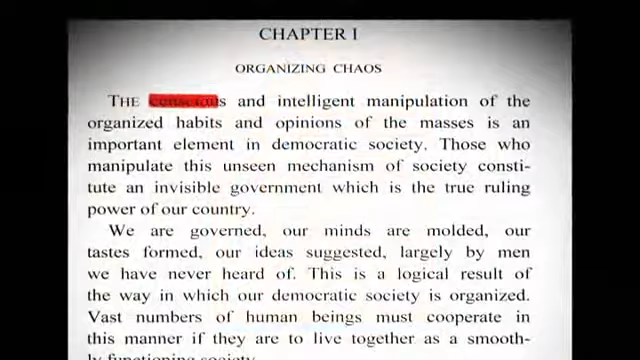 CHAPTER I
ORGANIZING CHAOS
THE conscious and intelligent manipulation of the
organized habits and opinions of the masses is an
important element in democratic society. Those who
manipulate this unseen mechanism of society consti-
tute an invisible government which is the true ruling
power of our country.
We are governed, our minds are molded, our
tastes formed, our ideas suggested, largely by men
we have never heard of. This is a logical result of
the way in which our democratic society is organized.
Vast numbers of human beings must cooperate in
this manner if they are to live together as a smooth-
ly functioning society.